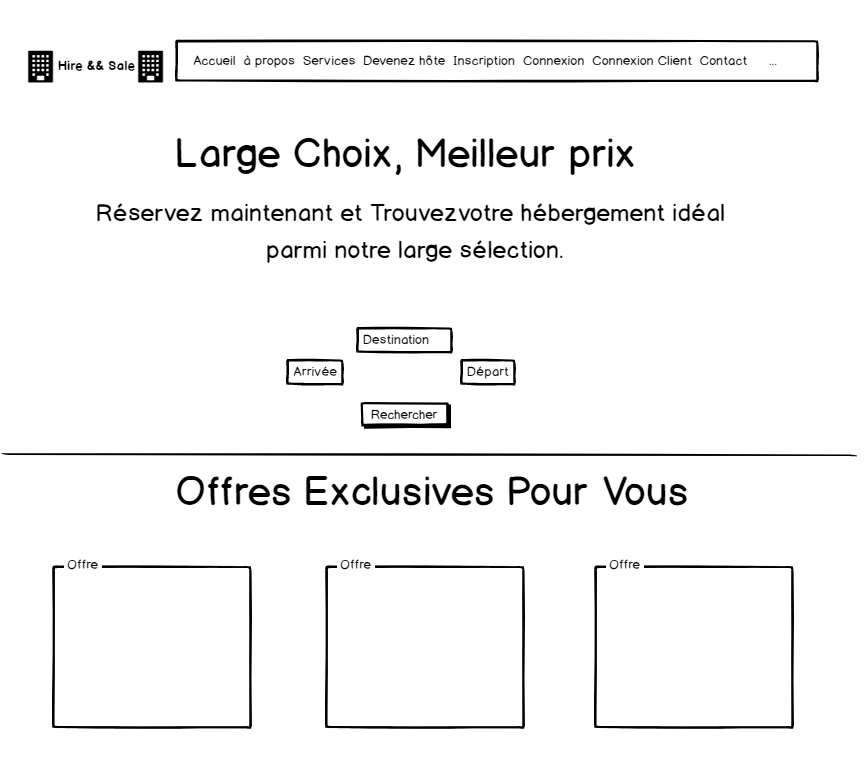 Hire && Sale
Accueil à propos Services Devenez hôte Inscription Connexion Connexion Client Contact ...
Large Choix, Meilleur prix
Réservez maintenant et Trouvezvotre hébergement idéal
parmi notre large sélection.
Destination
Arrivée Départ
Rechercher
Offres Exclusives Pour Vous
Offre Offre Offre